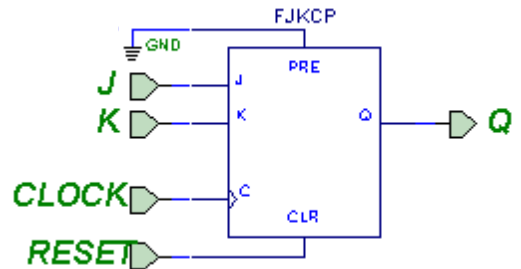 FJKCP
GND
PRE
J J
K K Q Q
CLOCK C
CLR
RESET